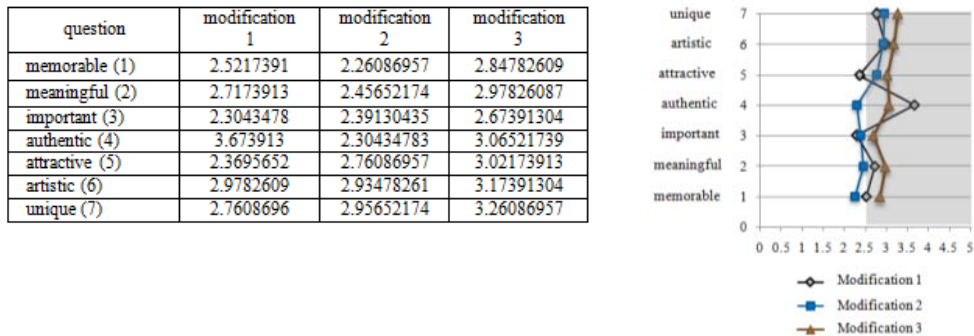 question modification 1 modification 2 modification 3
memorable (1) 2.5217391 2.26086957 2.84782609
meaningful (2) 2.7173913 2.45652174 2.97826087
important (3) 2.3043478 2.39130435 2.67391304
authentic (4) 3.673913 2.30434783 3.06521739
attractive (5) 2.3695652 2.76086957 3.02173913
artistic (6) 2.9782609 2.93478261 3.17391304
unique (7) 2.7608696 2.95652174 3.26086957
unique 7
artistic 6
attractive 5
authentic 4
important 3
meaningful 2
memorable 1
0
0 0.5 1 1.5 2 2.5 3 3.5 4 4.5 5
Modification 1
Modification 2
Modification 3